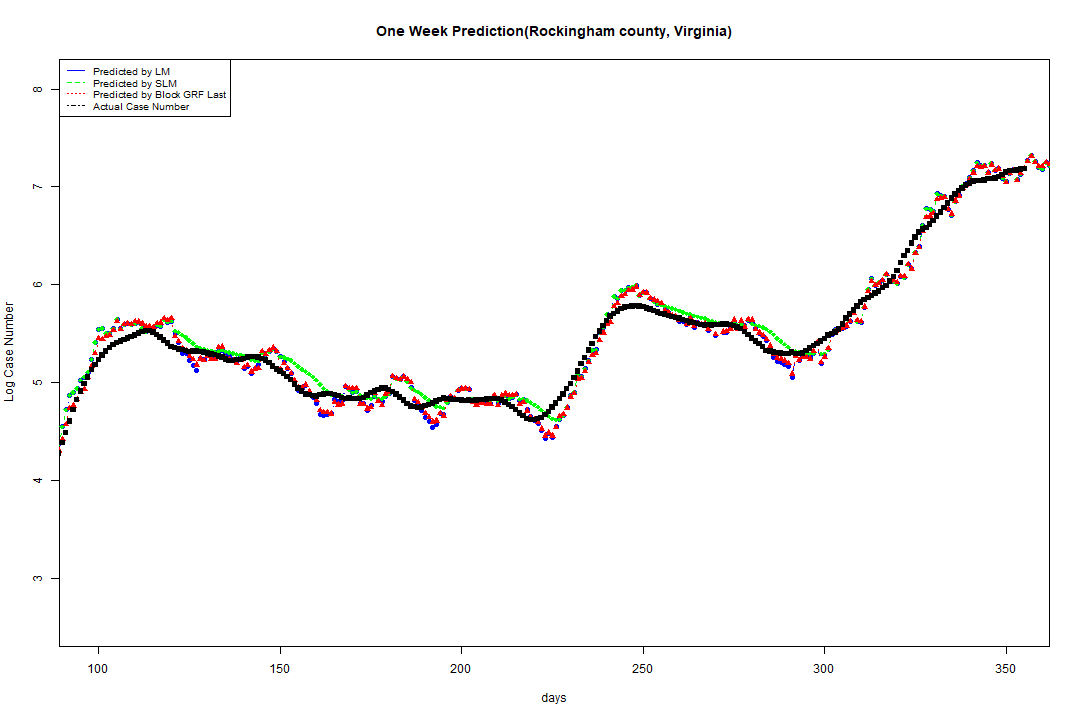 One Week Prediction(Rockingham county, Virginia)
Predicted by LM
Predicted by SLM
Predicted by Block GRF Last
Actual Case Number
8
7
6
5
4
3
Log Case Number
100 150 200 250 300 350
days